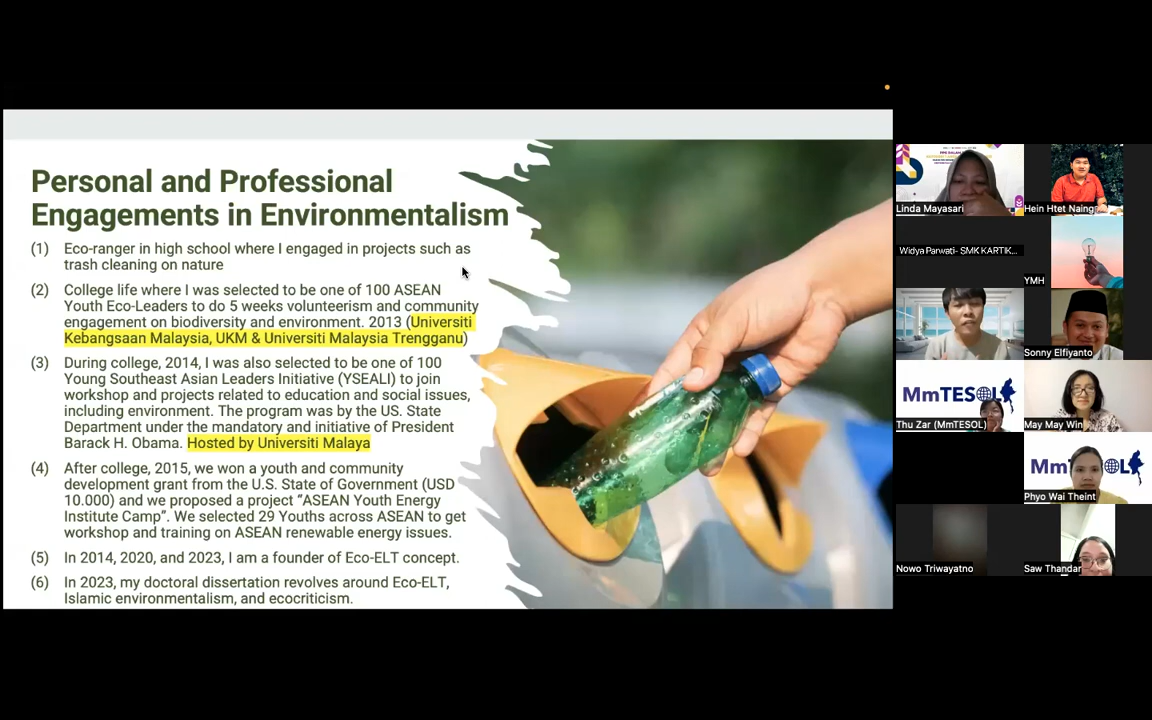 Personal and Professional
Engagements in Environmentalism
(1) Eco-ranger in high school where I engaged in projects such as
trash cleaning on nature
(2) College life where I was selected to be one of 100 ASEAN
Youth Eco-Leaders to do 5 weeks volunteerism and community
engagement on biodiversity and environment. 2013 (Universiti
Kebangsaan Malaysia, UKM & Universiti Malaysia Trengganu)
(3) During college, 2014, I was also selected to be one of 100
Young Southeast Asian Leaders Initiative (YSEALI) to join
workshop and projects related to education and social issues,
including environment. The program was by the US. State
Department under the mandatory and initiative of President
Barack H. Obama. Hosted by Universiti Malaya
(4) After college, 2015, we won a youth and community
development grant from the U.S. State of Government (USD
10.000) and we proposed a project “ASEAN Youth Energy
Institute Camp”. We selected 29 Youths across ASEAN to get
workshop and training on ASEAN renewable energy issues.
(5) In 2014, 2020, and 2023, I am a founder of Eco-ELT concept.
(6) In 2023, my doctoral dissertation revolves around Eco-ELT,
Islamic environmentalism, and ecocriticism.
Linda Mayasari
Hein Htet Naing
Widya Parwati- SMK KARTIK...
YMH
Sonny Elfiyanto
MmTESOL
Thu Zar (MmTESOL)
May May Win
Mm
L
Phyo Wai Theint
Nowo Triwayatno
Saw Thandar